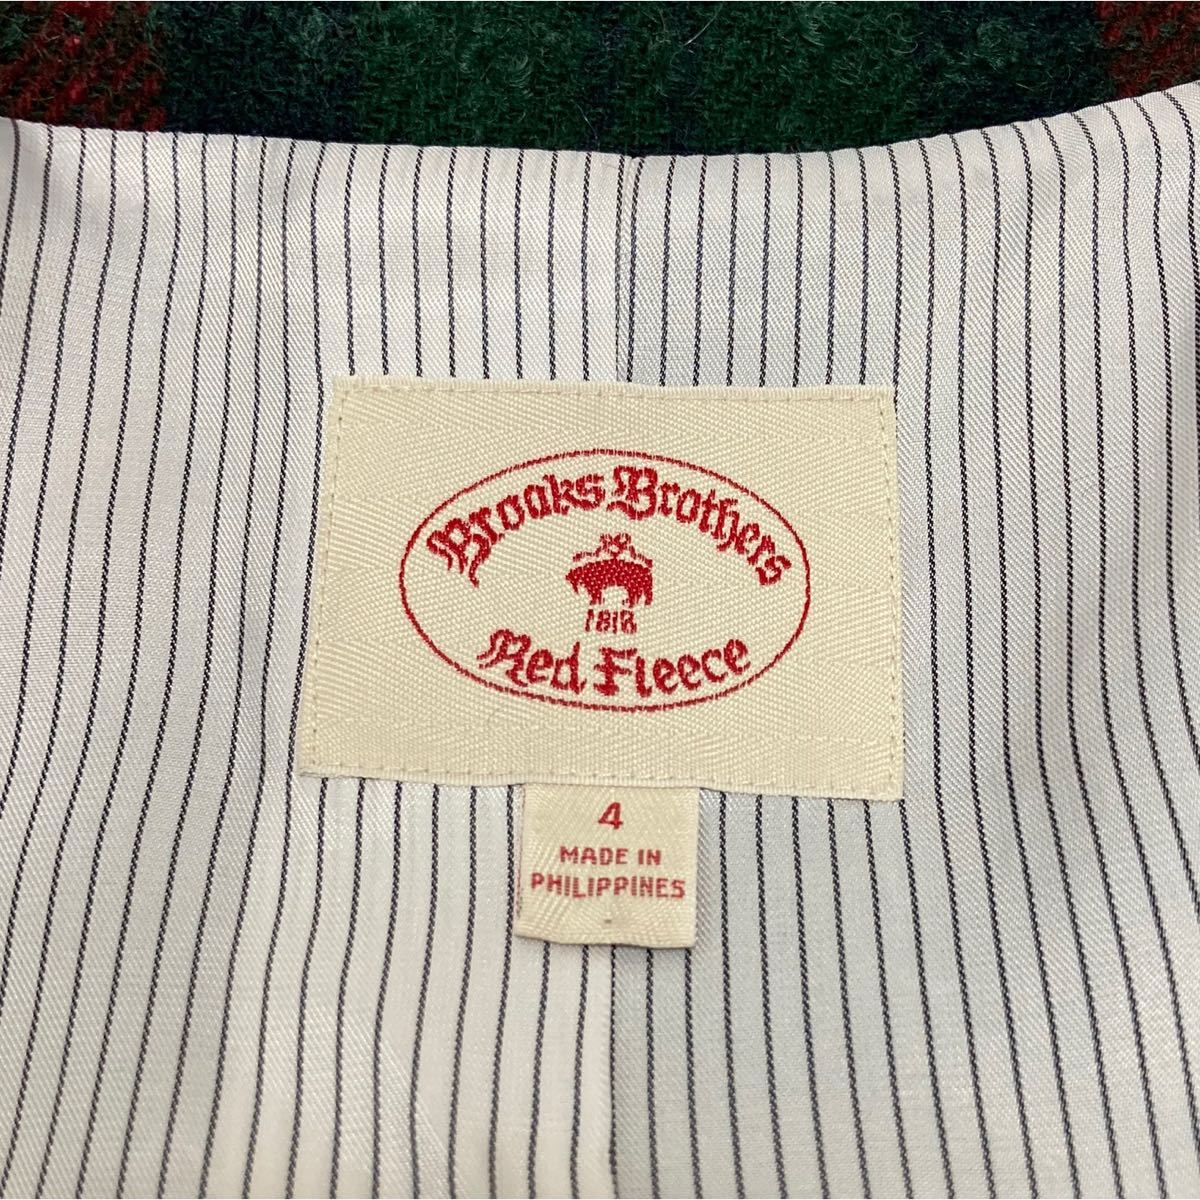 Brooks Brothers
1818
Red Fleece
4
MADE IN
PHILIPPINES